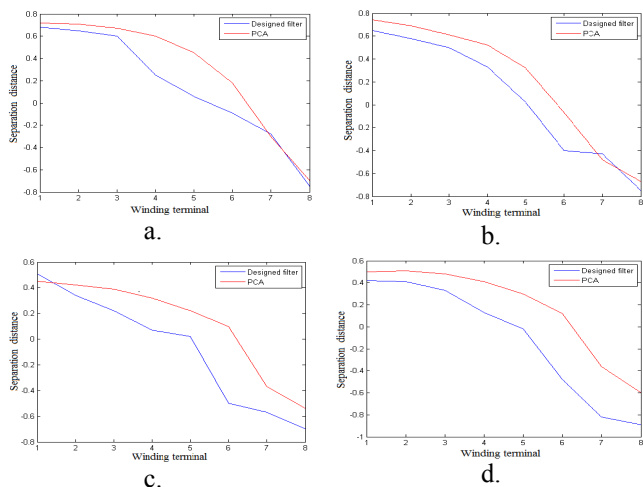 0.8
0.6
0.4
0.2
0
-0.2
-0.4
-0.6
-0.8
Separation distance
Designed filter
PCA
1 2 3 4 5 6 7 8
Winding terminal
a.
0.8
0.6
0.4
0.2
0
-0.2
-0.4
-0.6
-0.8
Separation distance
Designed filter
PCA
1 2 3 4 5 6 7 8
Winding terminal
b.
0.6
0.4
0.2
0
-0.2
-0.4
-0.6
-0.8
Separation distance
Designed filter
PCA
1 2 3 4 5 6 7 8
Winding terminal
c.
0.6
0.4
0.2
0
-0.2
-0.4
-0.6
-0.8
-1
Separation distance
Designed filter
PCA
1 2 3 4 5 6 7 8
Winding terminal
d.